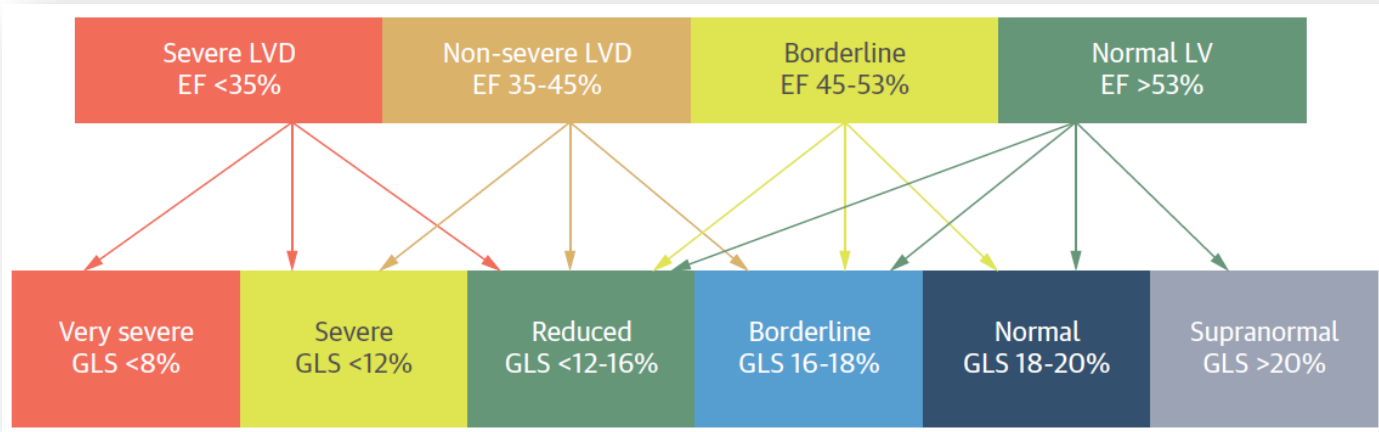 Severe LVD
EF <35%
Non-severe LVD
EF 35-45%
Borderline
EF 45-53%
Normal LV
EF >53%
Very severe
GLS <8%
Severe
GLS <12%
Reduced
GLS <12-16%
Borderline
GLS 16-18%
Normal
GLS 18-20%
Supranormal
GLS >20%